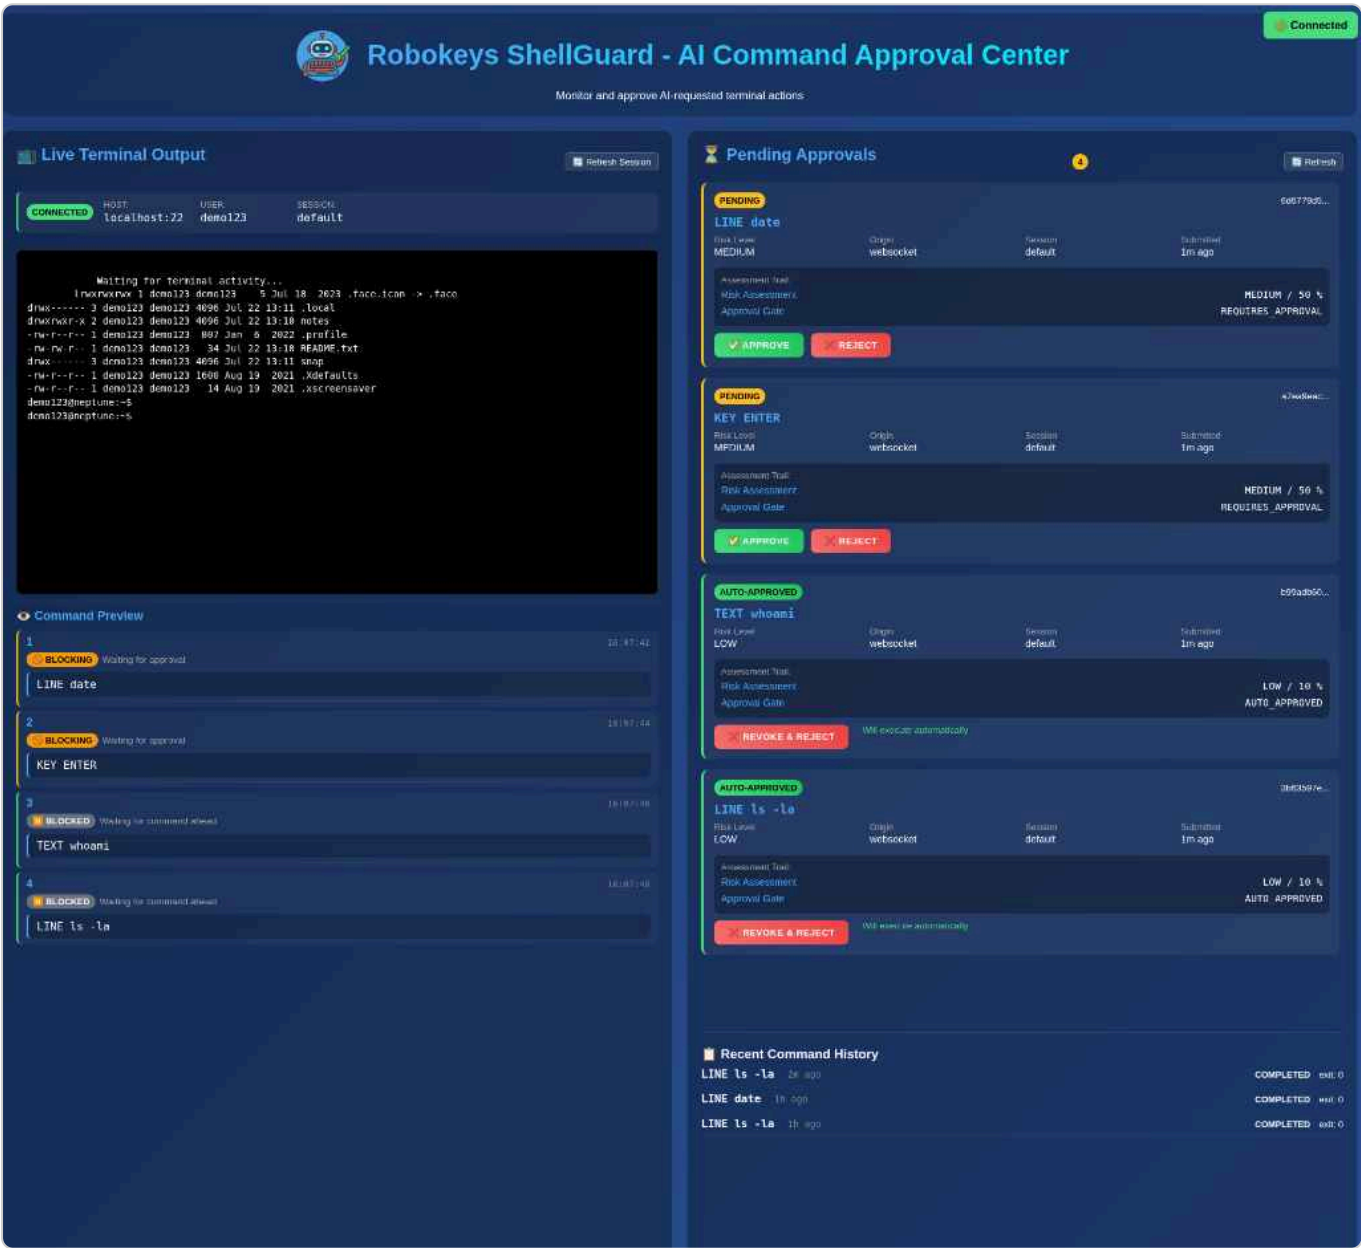 Connected
Robokeys ShellGuard - AI Command Approval Center
Monitor and approve AI-requested terminal actions
Live Terminal Output
Refresh Session
CONNECTED
HOST: USER: SESSION:
localhost:22 demo123 default
Waiting for terminal activity...
lrwxrwxrwx 1 demo123 demo123 5 Jul 18 2023 .face.icon -> .face
drwx------ 3 demo123 demo123 4096 Jul 22 13:11 .local
drwxrwxr-x 2 demo123 demo123 4096 Jul 22 13:18 notes
-rw-r--r-- 1 demo123 demo123 807 Jan 6 2022 .profile
-rw-rw-r-- 1 demo123 demo123 34 Jul 22 13:18 README.txt
drwx------ 3 demo123 demo123 4096 Jul 22 13:11 snap
-rw-r--r-- 1 demo123 demo123 1600 Aug 19 2021 .Xdefaults
-rw-r--r-- 1 demo123 demo123 14 Aug 19 2021 .xscreensaver
demo123@neptune:~$
demo123@neptune:~$
Command Preview
1
BLOCKING Waiting for approval
LINE date
2
BLOCKING Waiting for approval
KEY ENTER
3
BLOCKED Waiting for command ahead
TEXT whoami
4
BLOCKED Waiting for command ahead
LINE ls -la
Pending Approvals
4
Refresh
PENDING
LINE date
Risk Level Origin Session Submitted
MEDIUM websocket default 1m ago
Assessment Trail:
Risk Assessment MEDIUM / 50 %
Approval Gate REQUIRES_APPROVAL
APPROVE REJECT
PENDING
KEY ENTER
Risk Level Origin Session Submitted
MEDIUM websocket default 1m ago
Assessment Trail:
Risk Assessment MEDIUM / 50 %
Approval Gate REQUIRES_APPROVAL
APPROVE REJECT
AUTO-APPROVED b99adb60...
TEXT whoami
Risk Level Origin Session Submitted
LOW websocket default 1m ago
Assessment Trail:
Risk Assessment LOW / 10 %
Approval Gate AUTO_APPROVED
REVOKE & REJECT Will execute automatically
AUTO-APPROVED
LINE ls -la
Risk Level Origin Session Submitted
LOW websocket default 1m ago
Assessment Trail:
Risk Assessment LOW / 10 %
Approval Gate AUTO_APPROVED
REVOKE & REJECT Will execute automatically
Recent Command History
LINE ls -la 2m ago COMPLETED exit: 0
LINE date 1h ago COMPLETED exit: 0
LINE ls -la 1h ago COMPLETED exit: 0